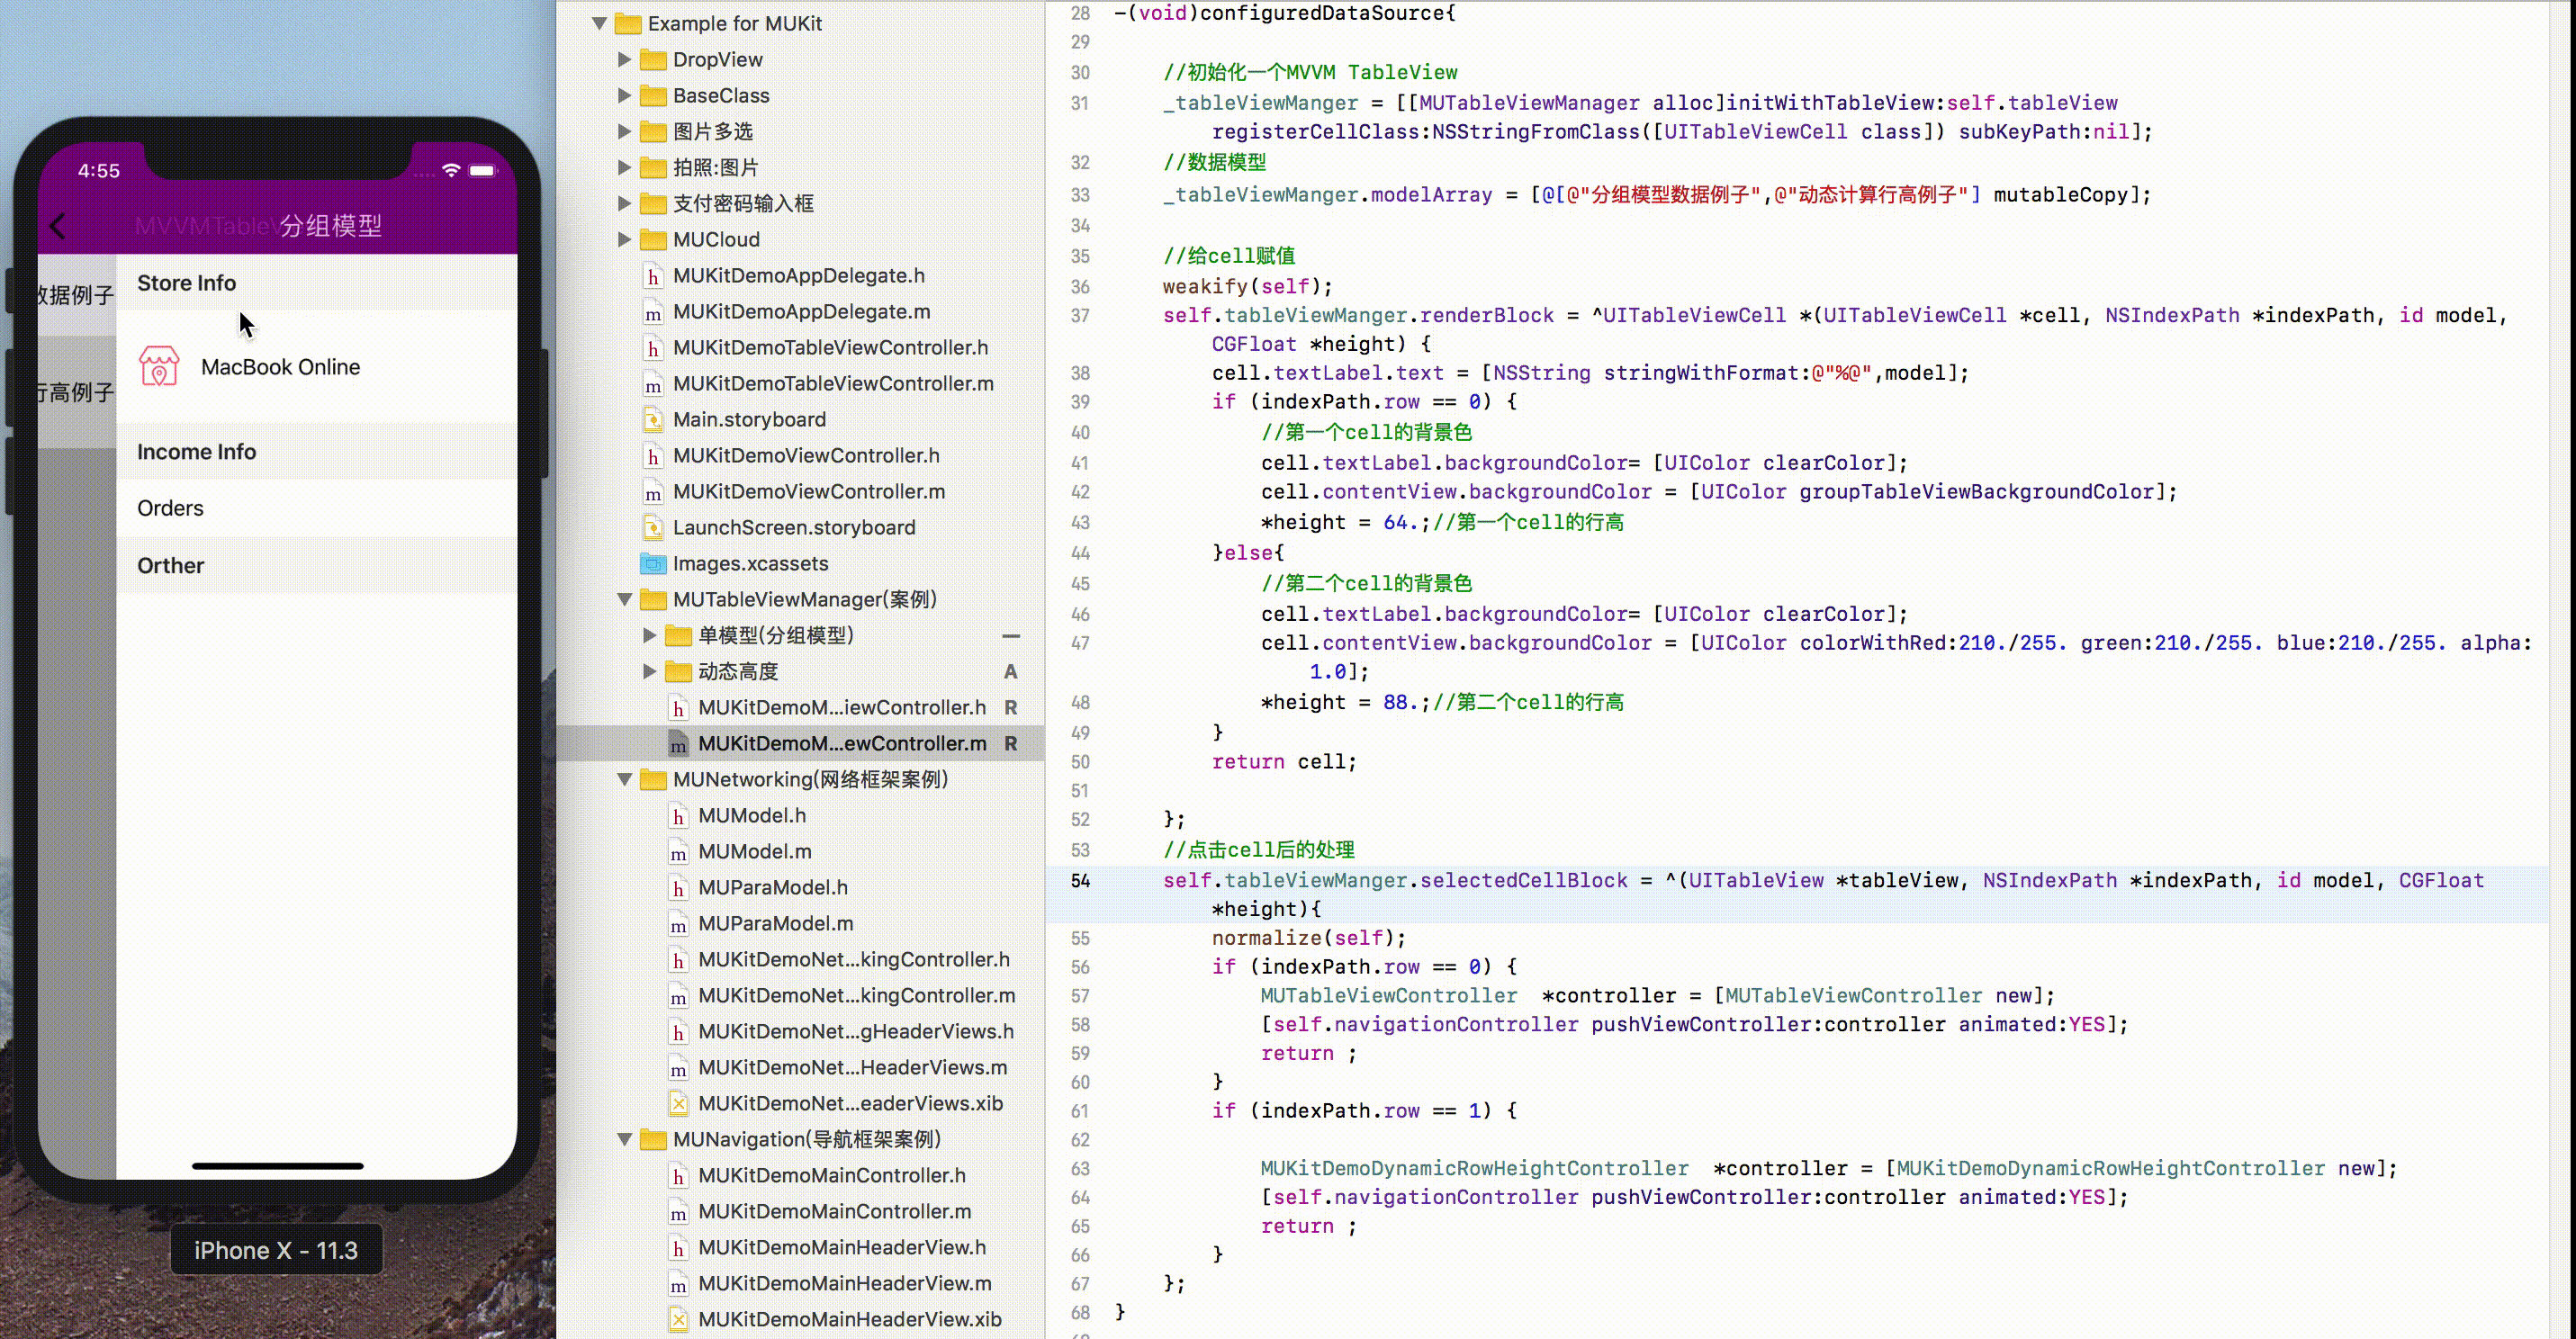 4:55
MVVMTableV
分组模型
Store Info
数据例子
MacBook Online
行高例子
Income Info
Orders
Orther
iPhone X - 11.3
Example for MUKit
DropView
BaseClass
图片多选
拍照:图片
支付密码输入框
MUCloud
h MUKitDemoAppDelegate.h
m MUKitDemoAppDelegate.m
h MUKitDemoTableViewController.h
m MUKitDemoTableViewController.m
Main.storyboard
h MUKitDemoViewController.h
m MUKitDemoViewController.m
LaunchScreen.storyboard
Images.xcassets
MUTableViewManager(案例)
单模型(分组模型) —
动态高度 A
h MUKitDemoM...iewController.h R
m MUKitDemoM...ewController.m R
MUNetworking(网络框架案例)
h MUModel.h
m MUModel.m
h MUParaModel.h
m MUParaModel.m
h MUKitDemoNet...kingController.h
m MUKitDemoNet...kingController.m
h MUKitDemoNet...gHeaderViews.h
m MUKitDemoNet...HeaderViews.m
MUKitDemoNet...eaderViews.xib
MUNavigation(导航框架案例)
h MUKitDemoMainController.h
m MUKitDemoMainController.m
h MUKitDemoMainHeaderView.h
m MUKitDemoMainHeaderView.m
MUKitDemoMainHeaderView.xib
28 -(void)configuredDataSource{
29
30 //初始化一个MVVM TableView
31 _tableViewManger = [[MUTableViewManager alloc]initWithTableView:self.tableView
registerCellClass:NSStringFromClass([UITableViewCell class]) subKeyPath:nil];
32 //数据模型
33 _tableViewManger.modelArray = [@[@"分组模型数据例子",@"动态计算行高例子"] mutableCopy];
34
35 //给cell赋值
36 weakify(self);
37 self.tableViewManger.renderBlock = ^UITableViewCell *(UITableViewCell *cell, NSIndexPath *indexPath, id model,
CGFloat *height) {
38 cell.textLabel.text = [NSString stringWithFormat:@"%@",model];
39 if (indexPath.row == 0) {
40 //第一个cell的背景色
41 cell.textLabel.backgroundColor= [UIColor clearColor];
42 cell.contentView.backgroundColor = [UIColor groupTableViewBackgroundColor];
43 *height = 64.;//第一个cell的行高
44 }else{
45 //第二个cell的背景色
46 cell.textLabel.backgroundColor= [UIColor clearColor];
47 cell.contentView.backgroundColor = [UIColor colorWithRed:210./255. green:210./255. blue:210./255. alpha:
1.0];
48 *height = 88.;//第二个cell的行高
49 }
50 return cell;
51
52 };
53 //点击cell后的处理
54 self.tableViewManger.selectedCellBlock = ^(UITableView *tableView, NSIndexPath *indexPath, id model, CGFloat
*height){
55 normalize(self);
56 if (indexPath.row == 0) {
57 MUTableViewController  *controller = [MUTableViewController new];
58 [self.navigationController pushViewController:controller animated:YES];
59 return ;
60 }
61 if (indexPath.row == 1) {
62
63 MUKitDemoDynamicRowHeightController  *controller = [MUKitDemoDynamicRowHeightController new];
64 [self.navigationController pushViewController:controller animated:YES];
65 return ;
66 }
67 };
68 }